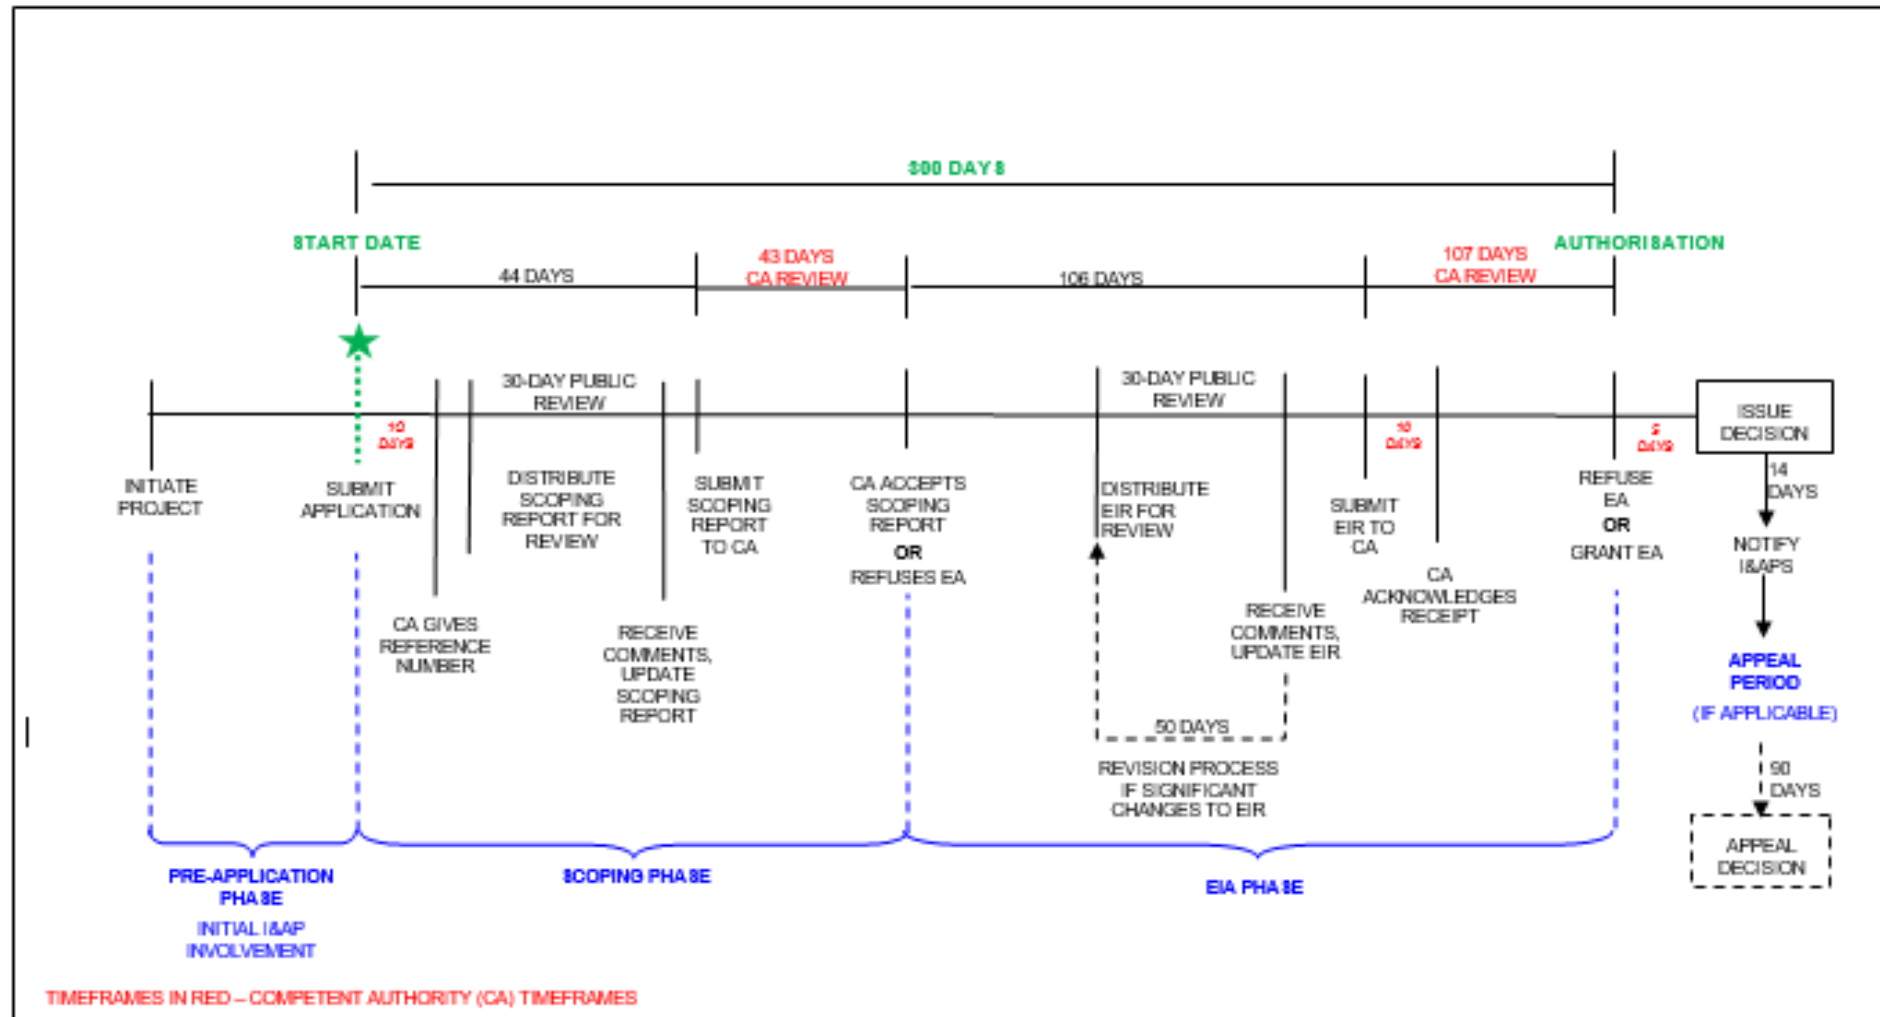 300 DAYS
START DATE
AUTHORISATION
44 DAYS
43 DAYS
CA REVIEW
106 DAYS
107 DAYS
CA REVIEW
30-DAY PUBLIC
REVIEW
30-DAY PUBLIC
REVIEW
10
DAYS
10
DAYS
5
DAYS
ISSUE
DECISION
INITIATE
PROJECT
SUBMIT
APPLICATION
DISTRIBUTE
SCOPING
REPORT FOR
REVIEW
SUBMIT
SCOPING
REPORT
TO CA
CA ACCEPTS
SCOPING
REPORT
OR
REFUSES EA
DISTRIBUTE
EIR FOR
REVIEW
SUBMIT
EIR TO
CA
REFUSE
EA
OR
GRANT EA
14
DAYS
NOTIFY
I&APS
CA GIVES
REFERENCE
NUMBER
RECEIVE
COMMENTS,
UPDATE
SCOPING
REPORT
RECEIVE
COMMENTS,
UPDATE EIR
CA
ACKNOWLEDGES
RECEIPT
50 DAYS
REVISION PROCESS
IF SIGNIFICANT
CHANGES TO EIR
APPEAL
PERIOD
(IF APPLICABLE)
90
DAYS
APPEAL
DECISION
PRE-APPLICATION
PHASE
INITIAL I&AP
INVOLVEMENT
SCOPING PHASE
EIA PHASE
TIMEFRAMES IN RED – COMPETENT AUTHORITY (CA) TIMEFRAMES